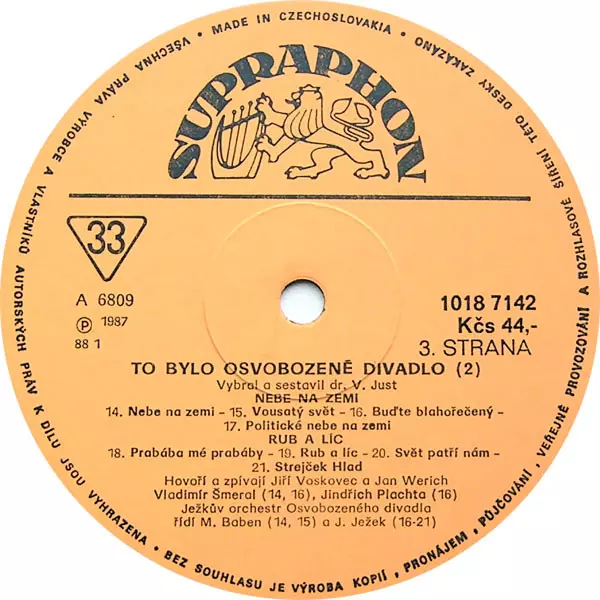 VŠECHNA PRÁVA VÝROBCE A VLASTNÍKŮ AUTORSKÝCH PRÁV K DÍLU JSOU VYHRAZENA • BEZ SOUHLASU JE VÝROBA KOPIÍ, PRONÁJEM, PŮJČOVÁNÍ, VEŘEJNÉ PROVOZOVÁNÍ A ROZHLASOVÉ ŠÍŘENÍ TÉTO DESKY ZAKÁZÁNO
• MADE IN CZECHOSLOVAKIA •
SUPRAPHON
33
A 6809
℗ 1987
88 1
1018 7142
Kčs 44,-
3. STRANA
TO BYLO OSVOBOZENÉ DIVADLO (2)
Vybral a sestavil dr. V. Just
NEBE NA ZEMI
14. Nebe na zemi - 15. Vousatý svět - 16. Buďte blahořečený -
17. Politické nebe na zemi
RUB A LÍC
18. Prabába mé prabáby - 19. Rub a líc - 20. Svět patří nám -
21. Strejček Hlad
Hovoří a zpívají Jiří Voskovec a Jan Werich
Vladimír Šmeral (14, 16), Jindřich Plachta (16)
Ježkův orchestr Osvobozeného divadla
řídí M. Baben (14, 15) a J. Ježek (16-21)